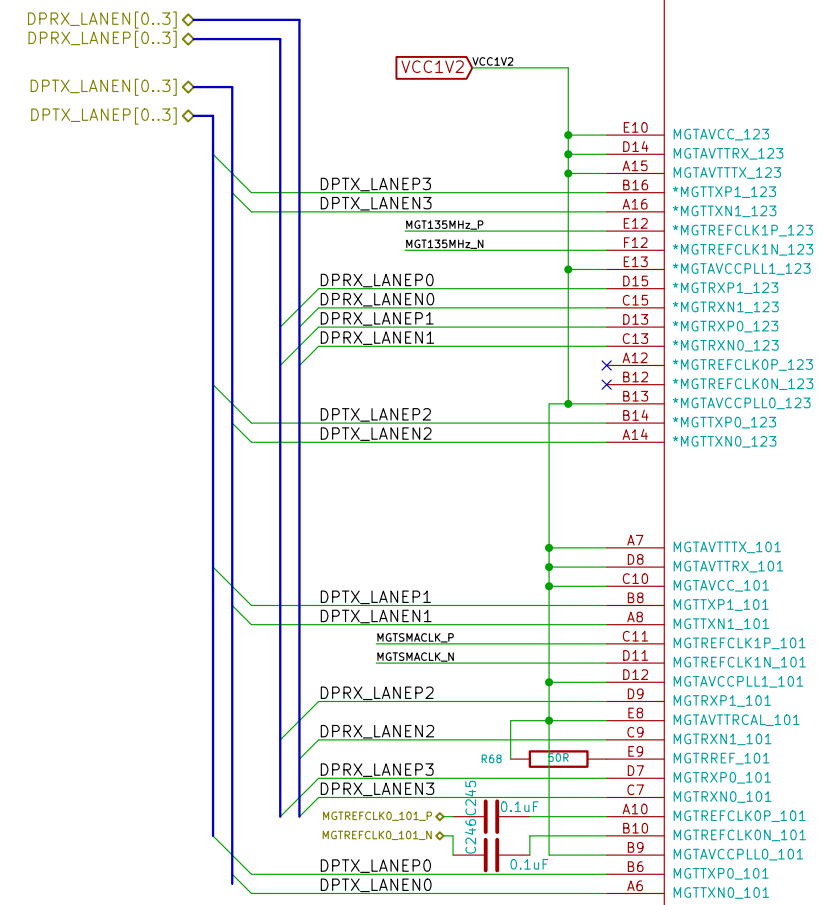 DPRX_LANEN[0..3]
DPRX_LANEP[0..3]
DPTX_LANEN[0..3]
DPTX_LANEP[0..3]
VCC1V2 VCC1V2
E10 MGTAVCC_123
D14 MGTAVTTRX_123
A15 MGTAVTTTX_123
DPTX_LANEP3 B16 *MGTTXP1_123
DPTX_LANEN3 A16 *MGTTXN1_123
MGT135MHz_P E12 *MGTREFCLK1P_123
MGT135MHz_N F12 *MGTREFCLK1N_123
E13 *MGTAVCCPLL1_123
DPRX_LANEP0 D15 *MGTRXP1_123
DPRX_LANEN0 C15 *MGTRXN1_123
DPRX_LANEP1 D13 *MGTRXP0_123
DPRX_LANEN1 C13 *MGTRXN0_123
A12 *MGTREFCLK0P_123
B12 *MGTREFCLK0N_123
B13 *MGTAVCCPLL0_123
DPTX_LANEP2 B14 *MGTTXP0_123
DPTX_LANEN2 A14 *MGTTXN0_123
A7 MGTAVTTTX_101
D8 MGTAVTTRX_101
C10 MGTAVCC_101
DPTX_LANEP1 B8 MGTTXP1_101
DPTX_LANEN1 A8 MGTTXN1_101
MGTSMACLK_P C11 MGTREFCLK1P_101
MGTSMACLK_N D11 MGTREFCLK1N_101
D12 MGTAVCCPLL1_101
DPRX_LANEP2 D9 MGTRXP1_101
E8 MGTAVTTRCAL_101
DPRX_LANEN2 C9 MGTRXN1_101
R68 50R E9 MGTRREF_101
DPRX_LANEP3 D7 MGTRXP0_101
DPRX_LANEN3 C7 MGTRXN0_101
MGTREFCLK0_101_P C245 0.1uF A10 MGTREFCLK0P_101
MGTREFCLK0_101_N C246 B10 MGTREFCLK0N_101
0.1uF B9 MGTAVCCPLL0_101
DPTX_LANEP0 B6 MGTTXP0_101
DPTX_LANEN0 A6 MGTTXN0_101